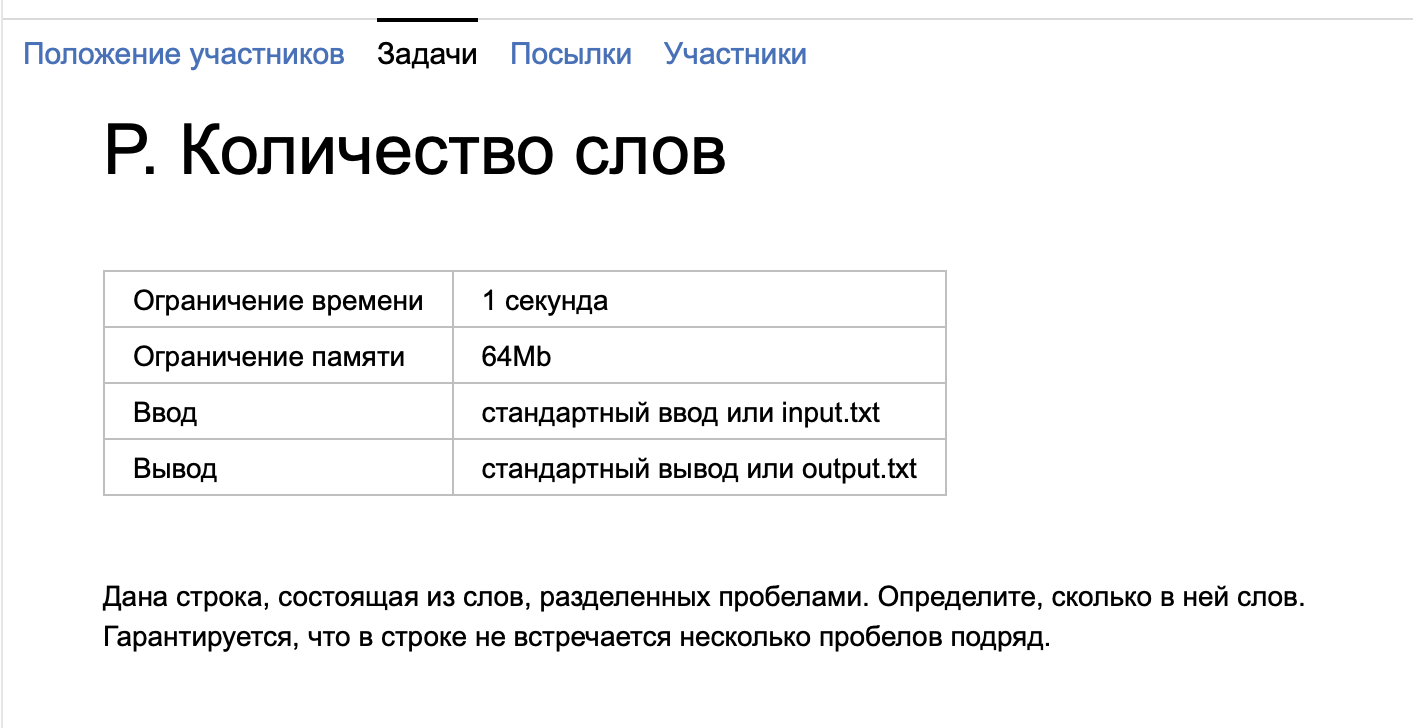 Положение участников Задачи Посылки Участники
P. Количество слов
Ограничение времени 1 секунда
Ограничение памяти 64Mb
Ввод стандартный ввод или input.txt
Вывод стандартный вывод или output.txt
Дана строка, состоящая из слов, разделенных пробелами. Определите, сколько в ней слов.
Гарантируется, что в строке не встречается несколько пробелов подряд.